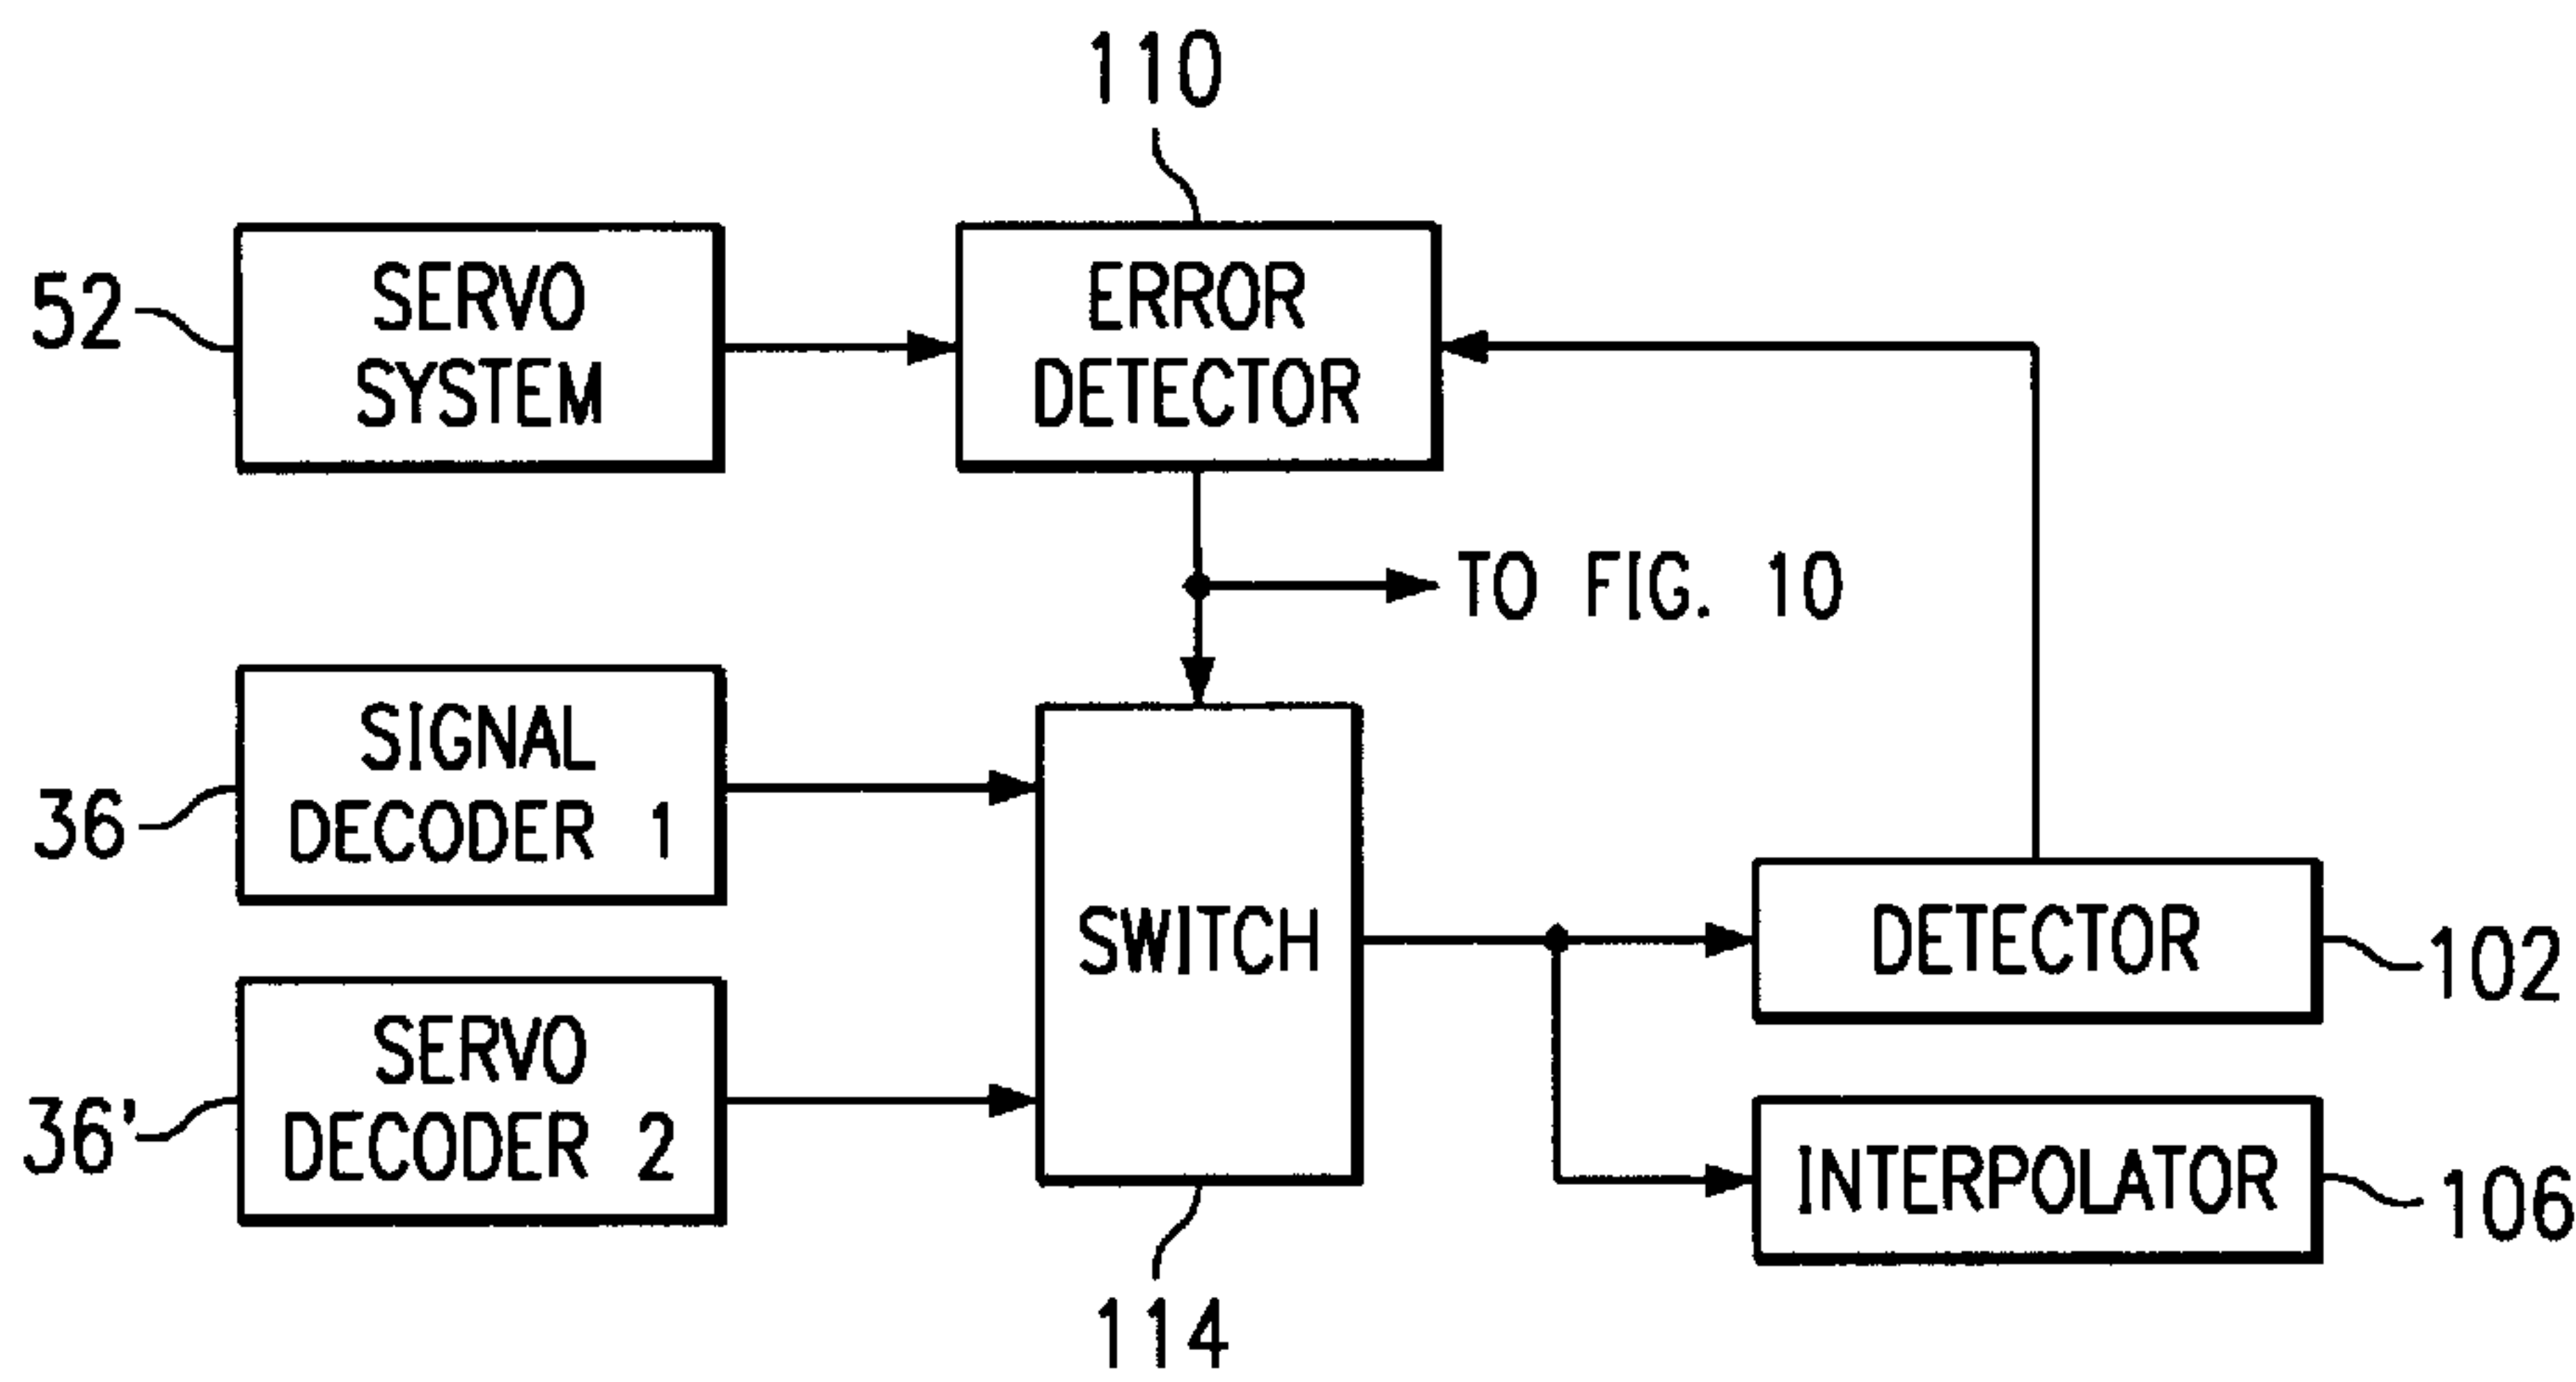 110
52
SERVO
SYSTEM
ERROR
DETECTOR
TO FIG. 10
36
SIGNAL
DECODER 1
36'
SERVO
DECODER 2
SWITCH
114
DETECTOR
102
INTERPOLATOR
106